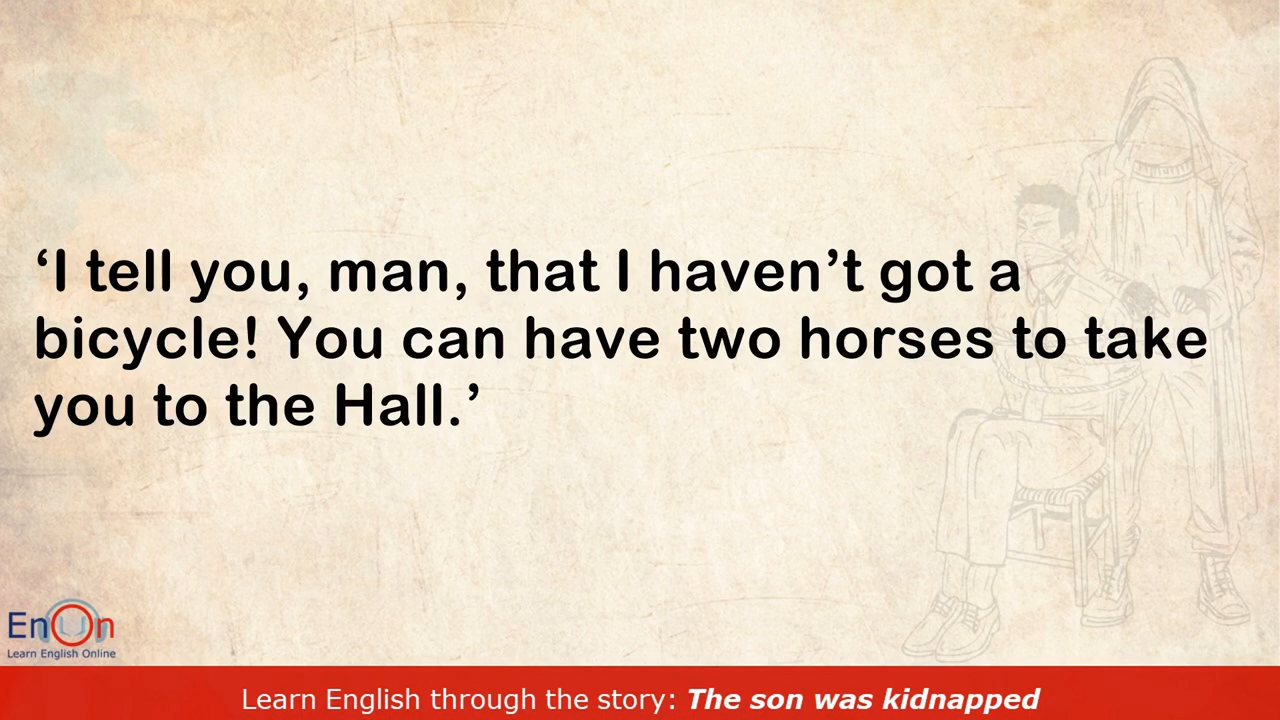 ‘I tell you, man, that I haven’t got a
bicycle! You can have two horses to take
you to the Hall.’
EnOn
Learn English Online
Learn English through the story: The son was kidnapped